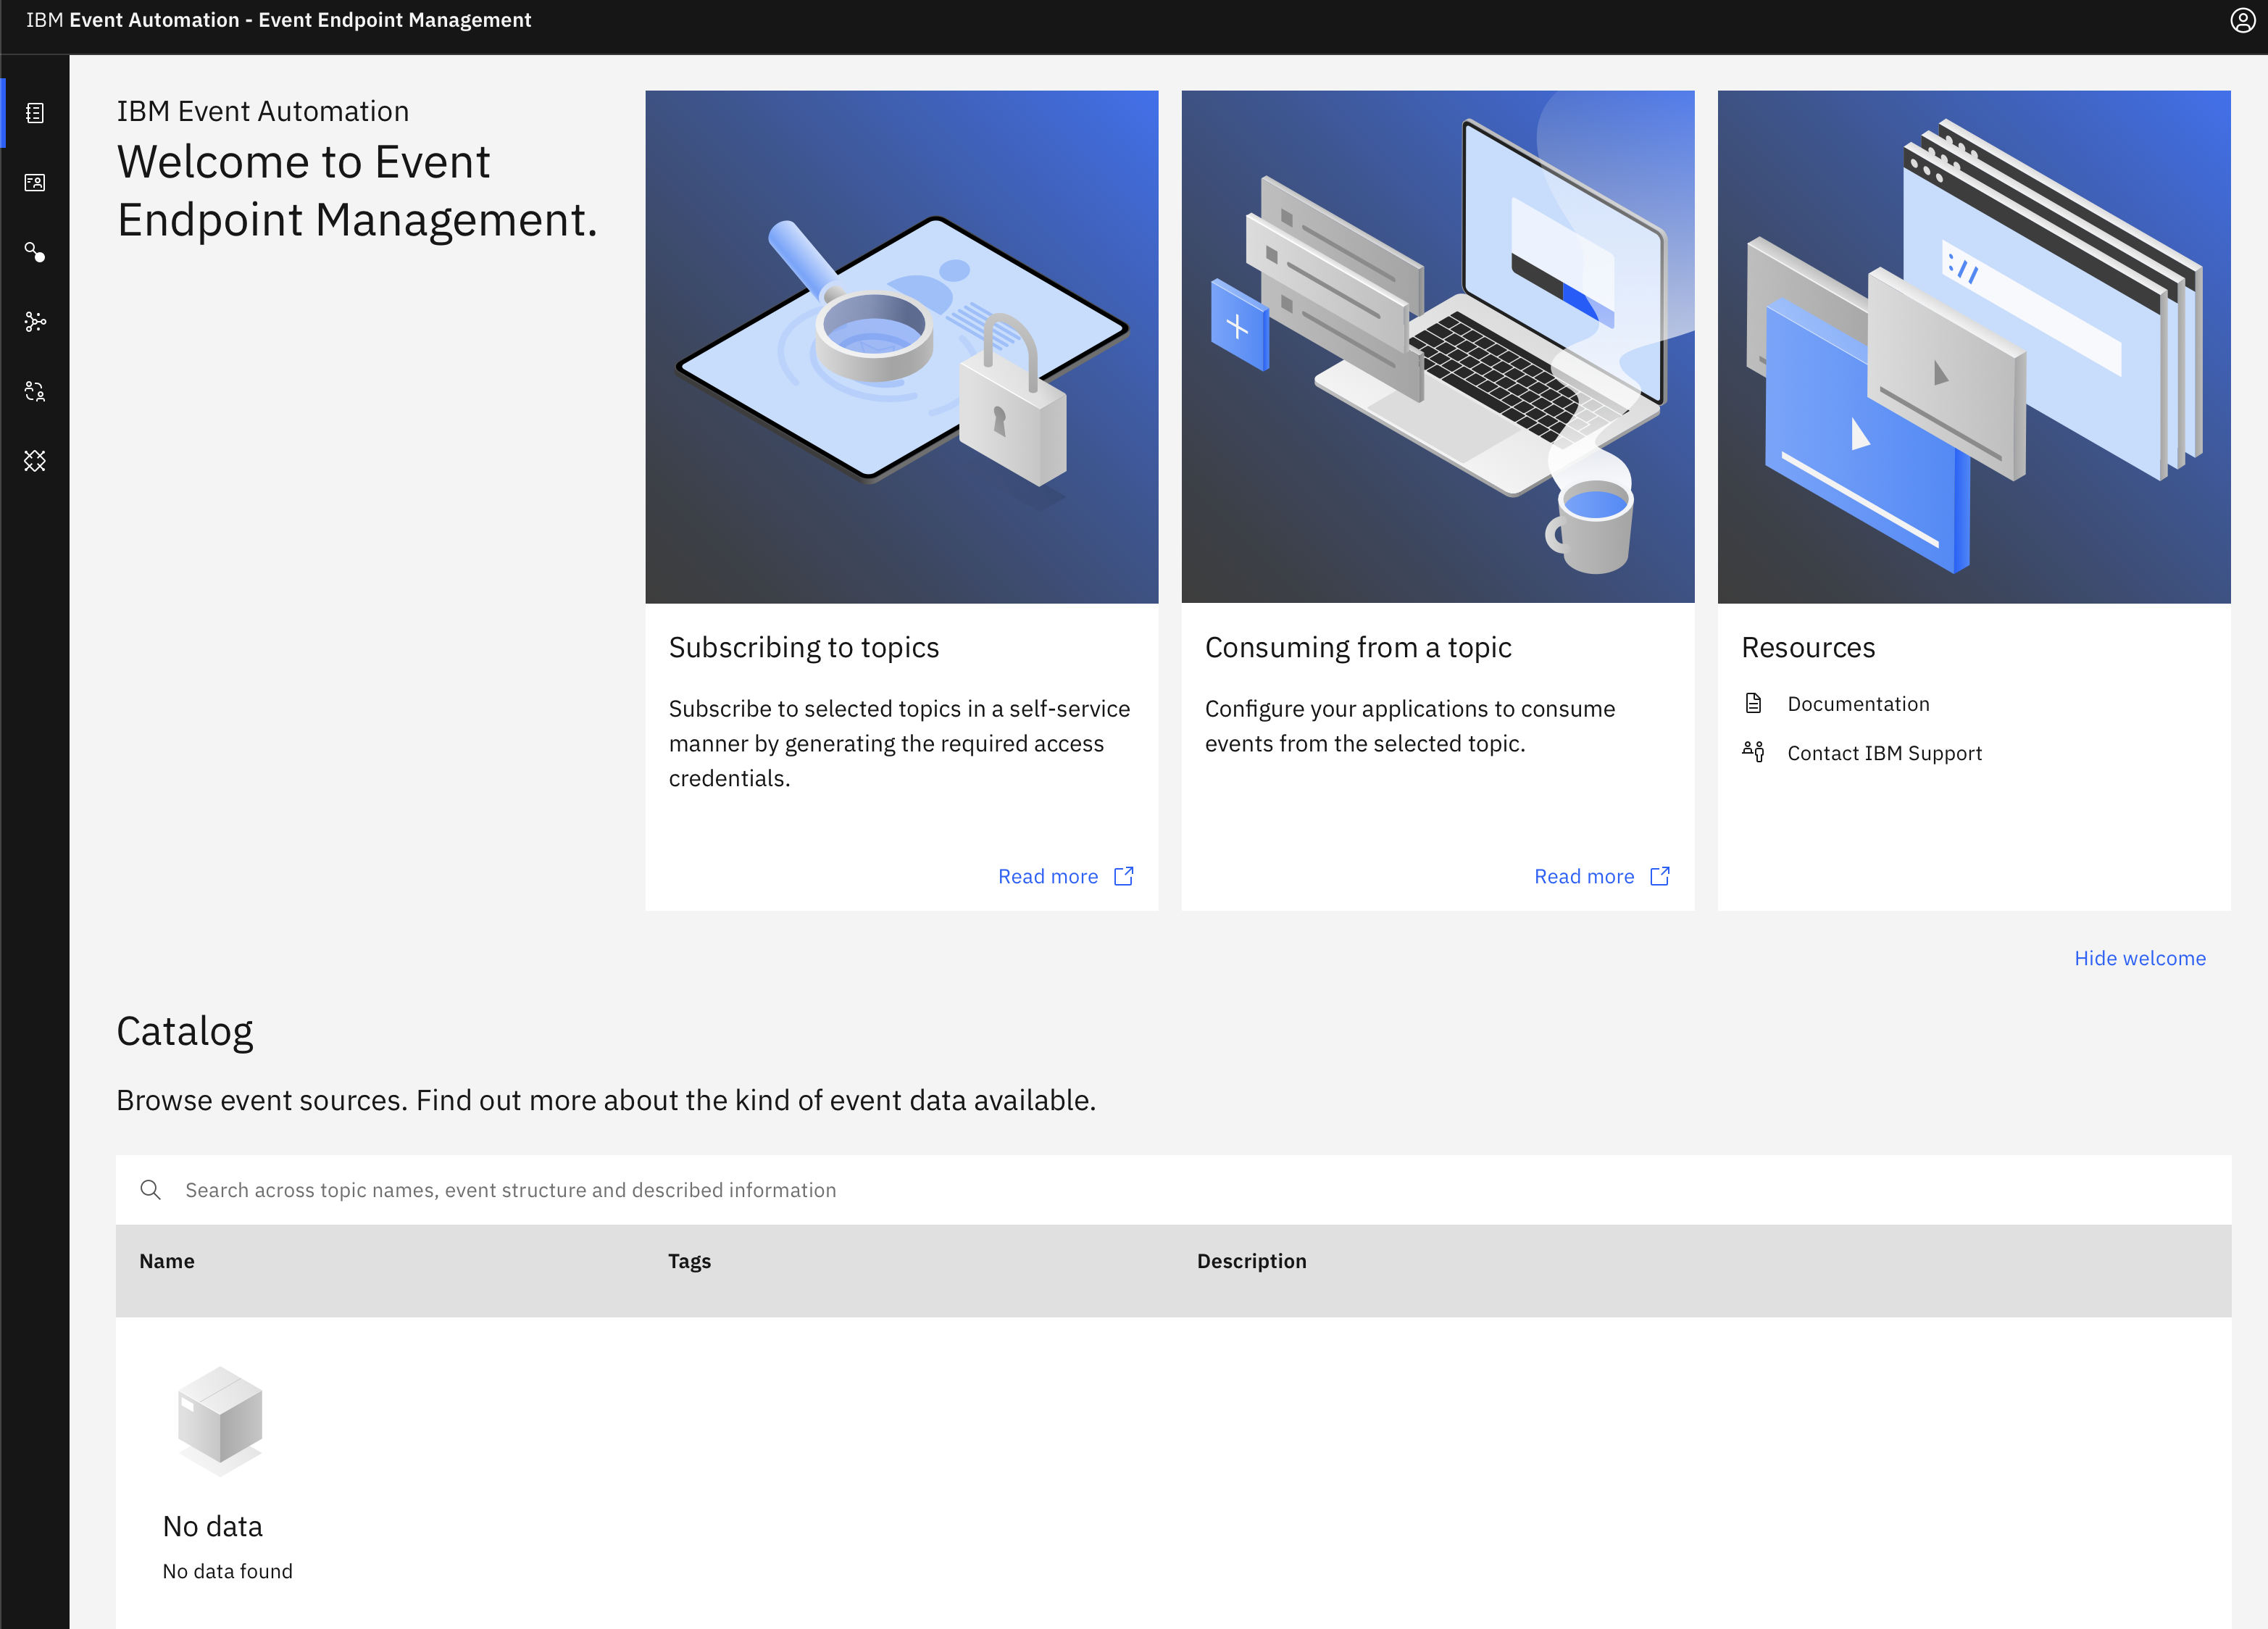 IBM Event Automation - Event Endpoint Management
IBM Event Automation
Welcome to Event
Endpoint Management.
://
Subscribing to topics
Subscribe to selected topics in a self-service
manner by generating the required access
credentials.
Read more
Consuming from a topic
Configure your applications to consume
events from the selected topic.
Read more
Resources
Documentation
Contact IBM Support
Hide welcome
Catalog
Browse event sources. Find out more about the kind of event data available.
Search across topic names, event structure and described information
Name Tags Description
No data
No data found